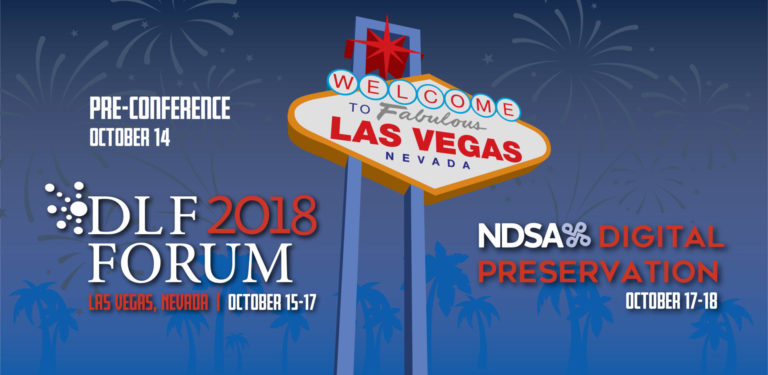 PRE-CONFERENCE
OCTOBER 14
DLF 2018
FORUM
LAS VEGAS, NEVADA | OCTOBER 15-17
WELCOME
TO Fabulous
LAS VEGAS
NEVADA
NDSA DIGITAL
PRESERVATION
OCTOBER 17-18